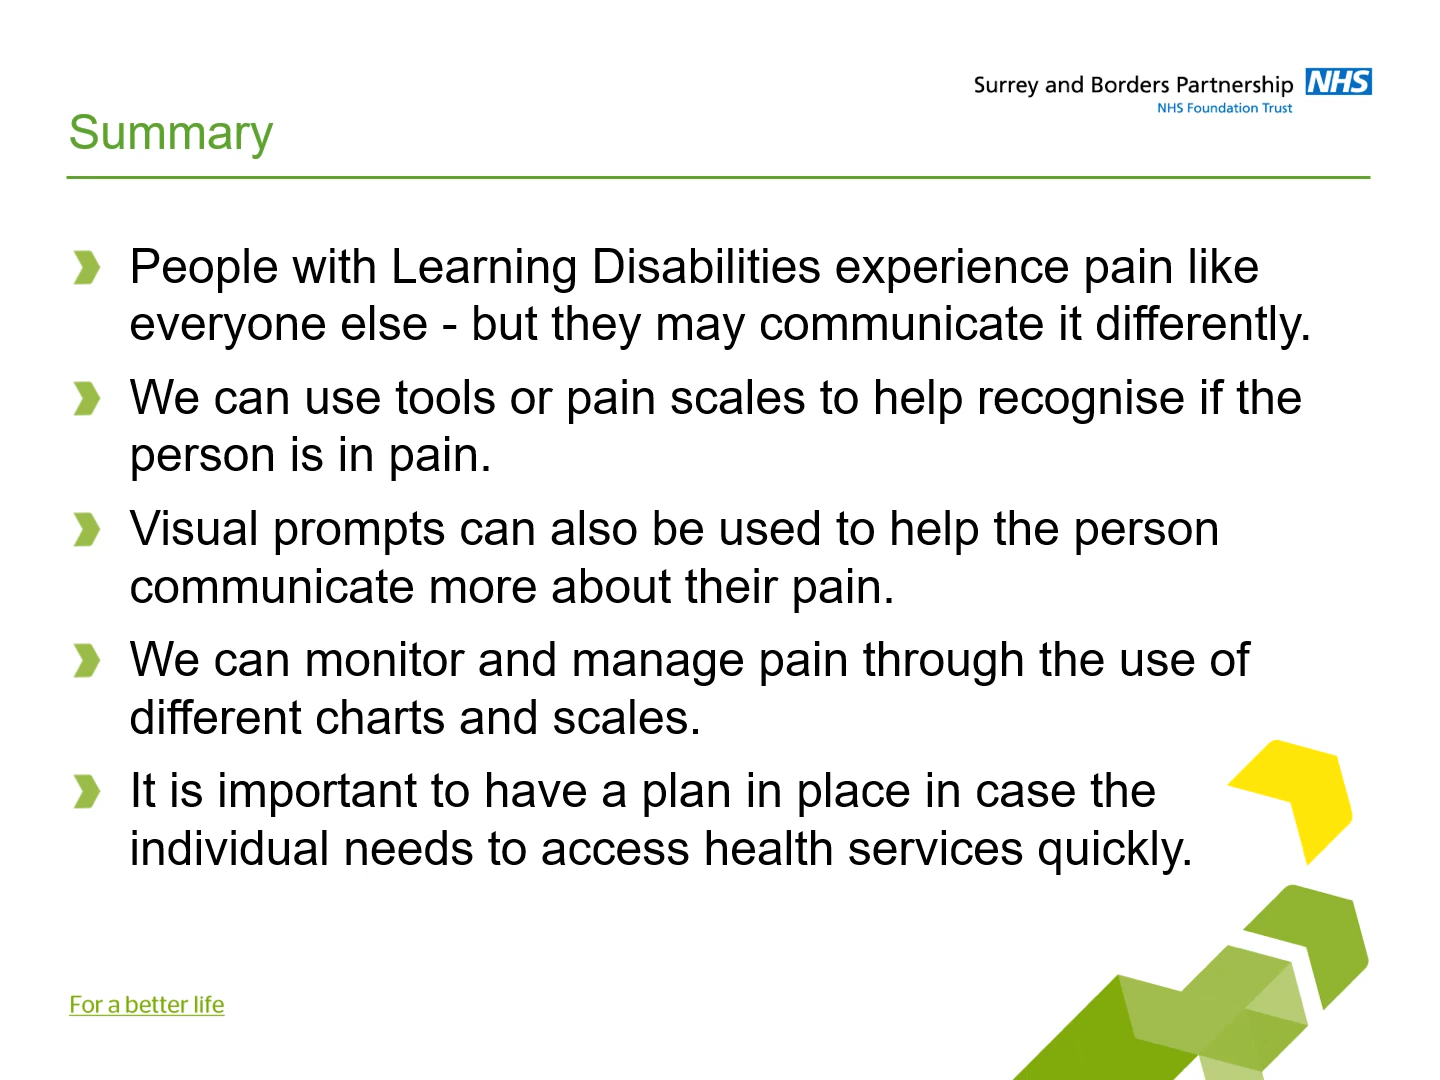 Surrey and Borders Partnership NHS
NHS Foundation Trust
Summary
People with Learning Disabilities experience pain like
everyone else - but they may communicate it differently.
We can use tools or pain scales to help recognise if the
person is in pain.
Visual prompts can also be used to help the person
communicate more about their pain.
We can monitor and manage pain through the use of
different charts and scales.
It is important to have a plan in place in case the
individual needs to access health services quickly.
For a better life